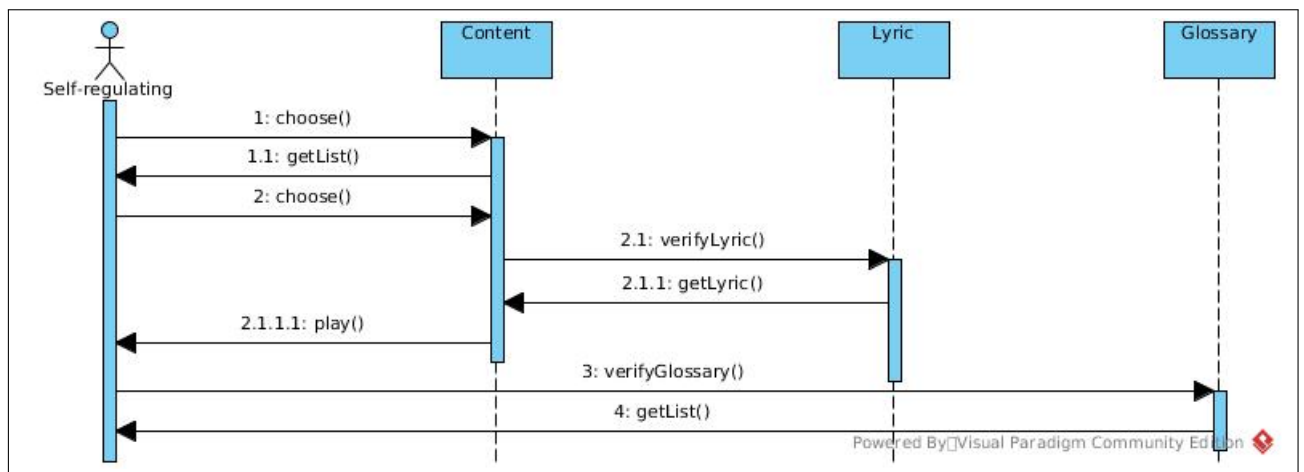 Content
Lyric
Glossary
Self-regulating
1: choose()
1.1: getList()
2: choose()
2.1: verifyLyric()
2.1.1: getLyric()
2.1.1.1: play()
3: verifyGlossary()
4: getList()
Powered By□Visual Paradigm Community Edition